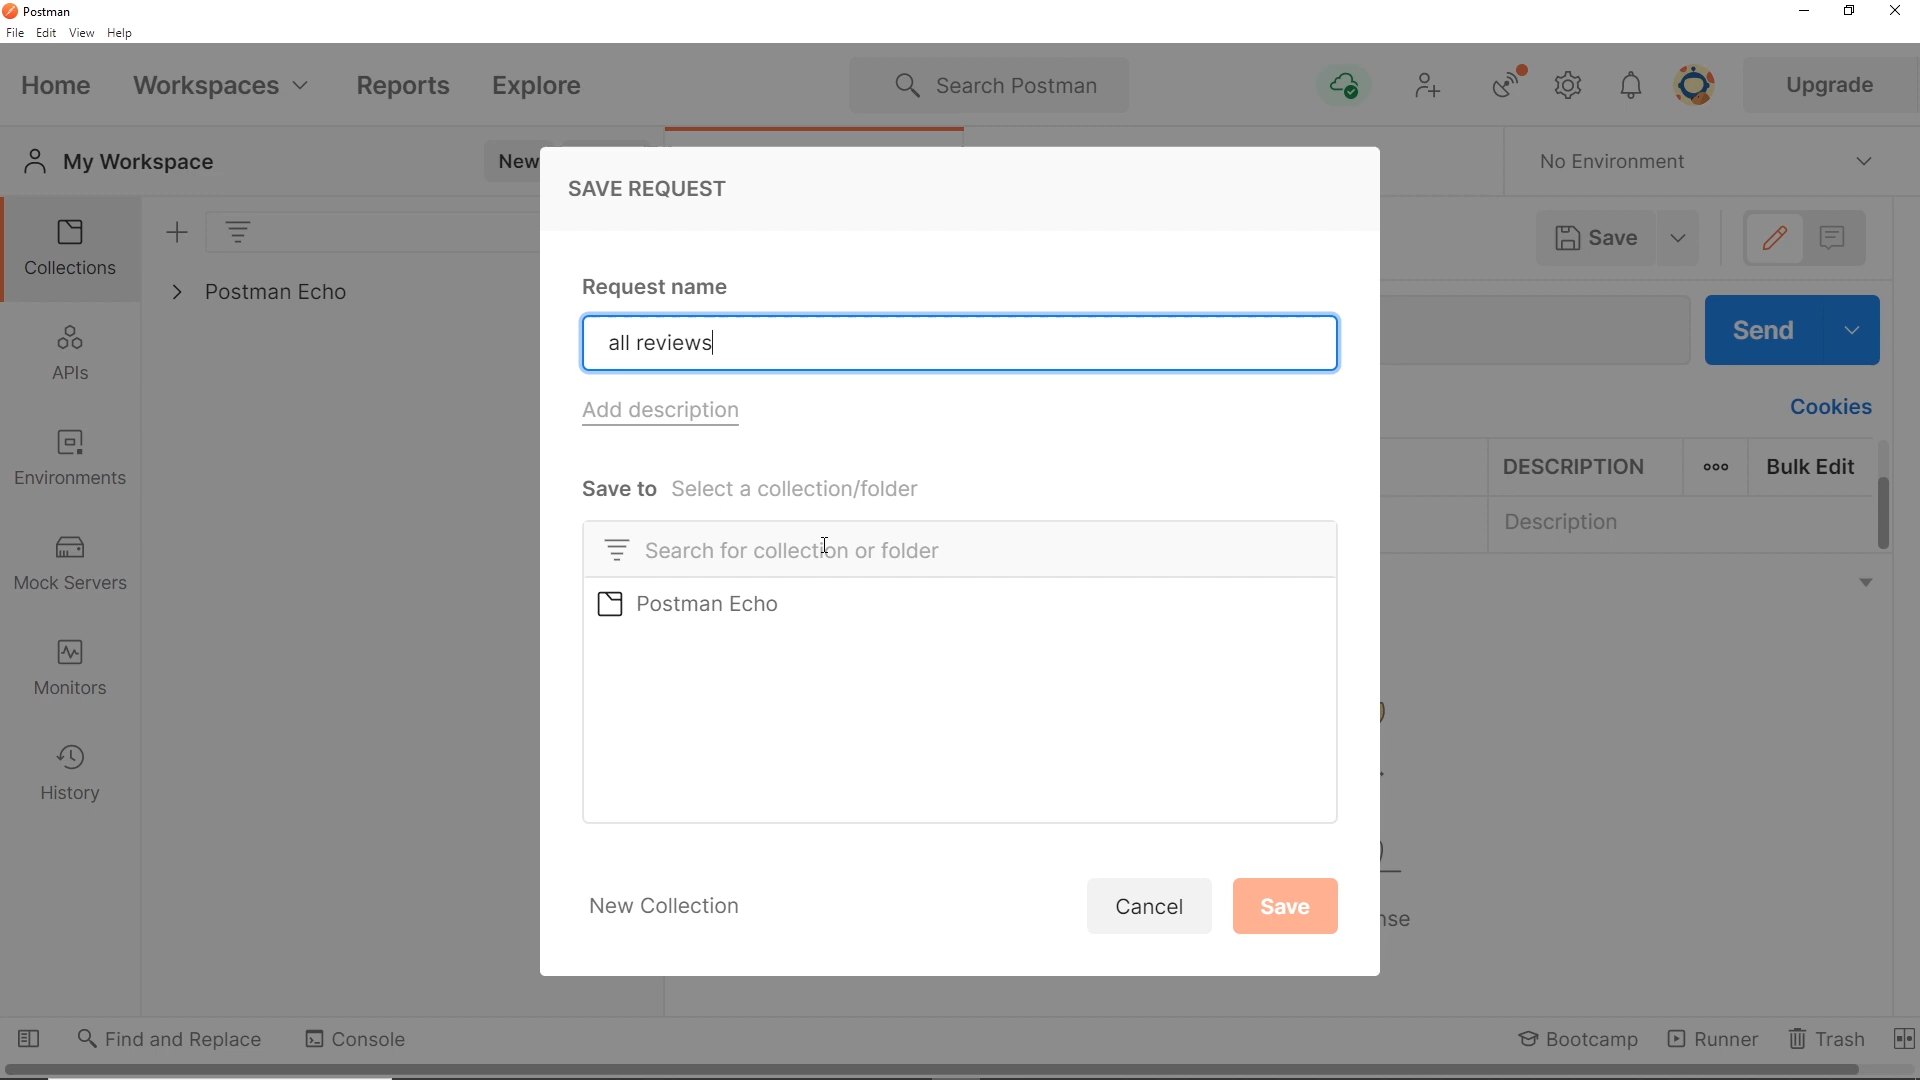 Postman
File Edit View Help
Home Workspaces Reports Explore Search Postman Upgrade
My Workspace New No Environment
SAVE REQUEST
Collections
Save
Postman Echo
Request name
all reviews
Send
APIs
Add description
Cookies
Environments
DESCRIPTION Bulk Edit
Save to Select a collection/folder
Description
Search for collection or folder
Mock Servers
Postman Echo
Monitors
History
New Collection Cancel Save
nse
Find and Replace Console Bootcamp Runner Trash